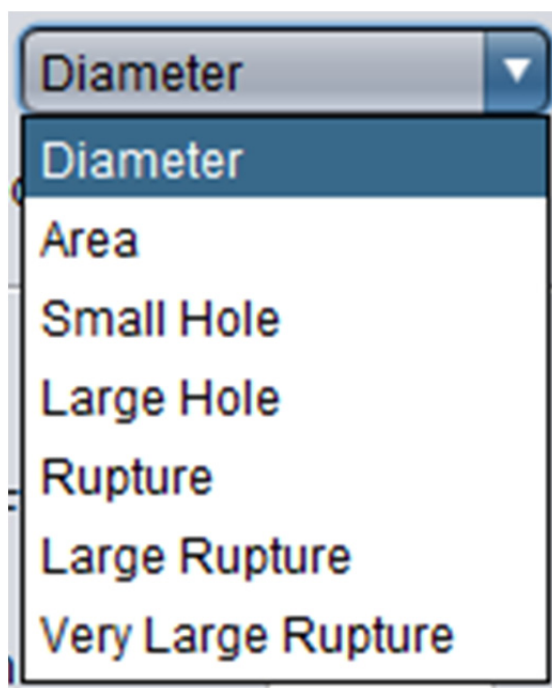 Diameter
Diameter
Area
Small Hole
Large Hole
Rupture
Large Rupture
Very Large Rupture